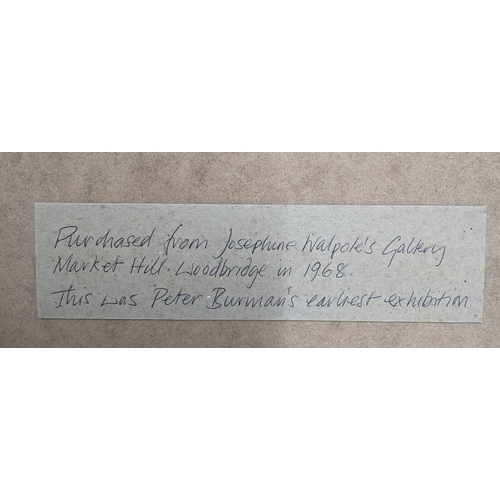 Purchased from Josephine Walpole's Gallery
Market Hill. Woodbridge in 1968.
This was Peter Burman's earliest exhibition